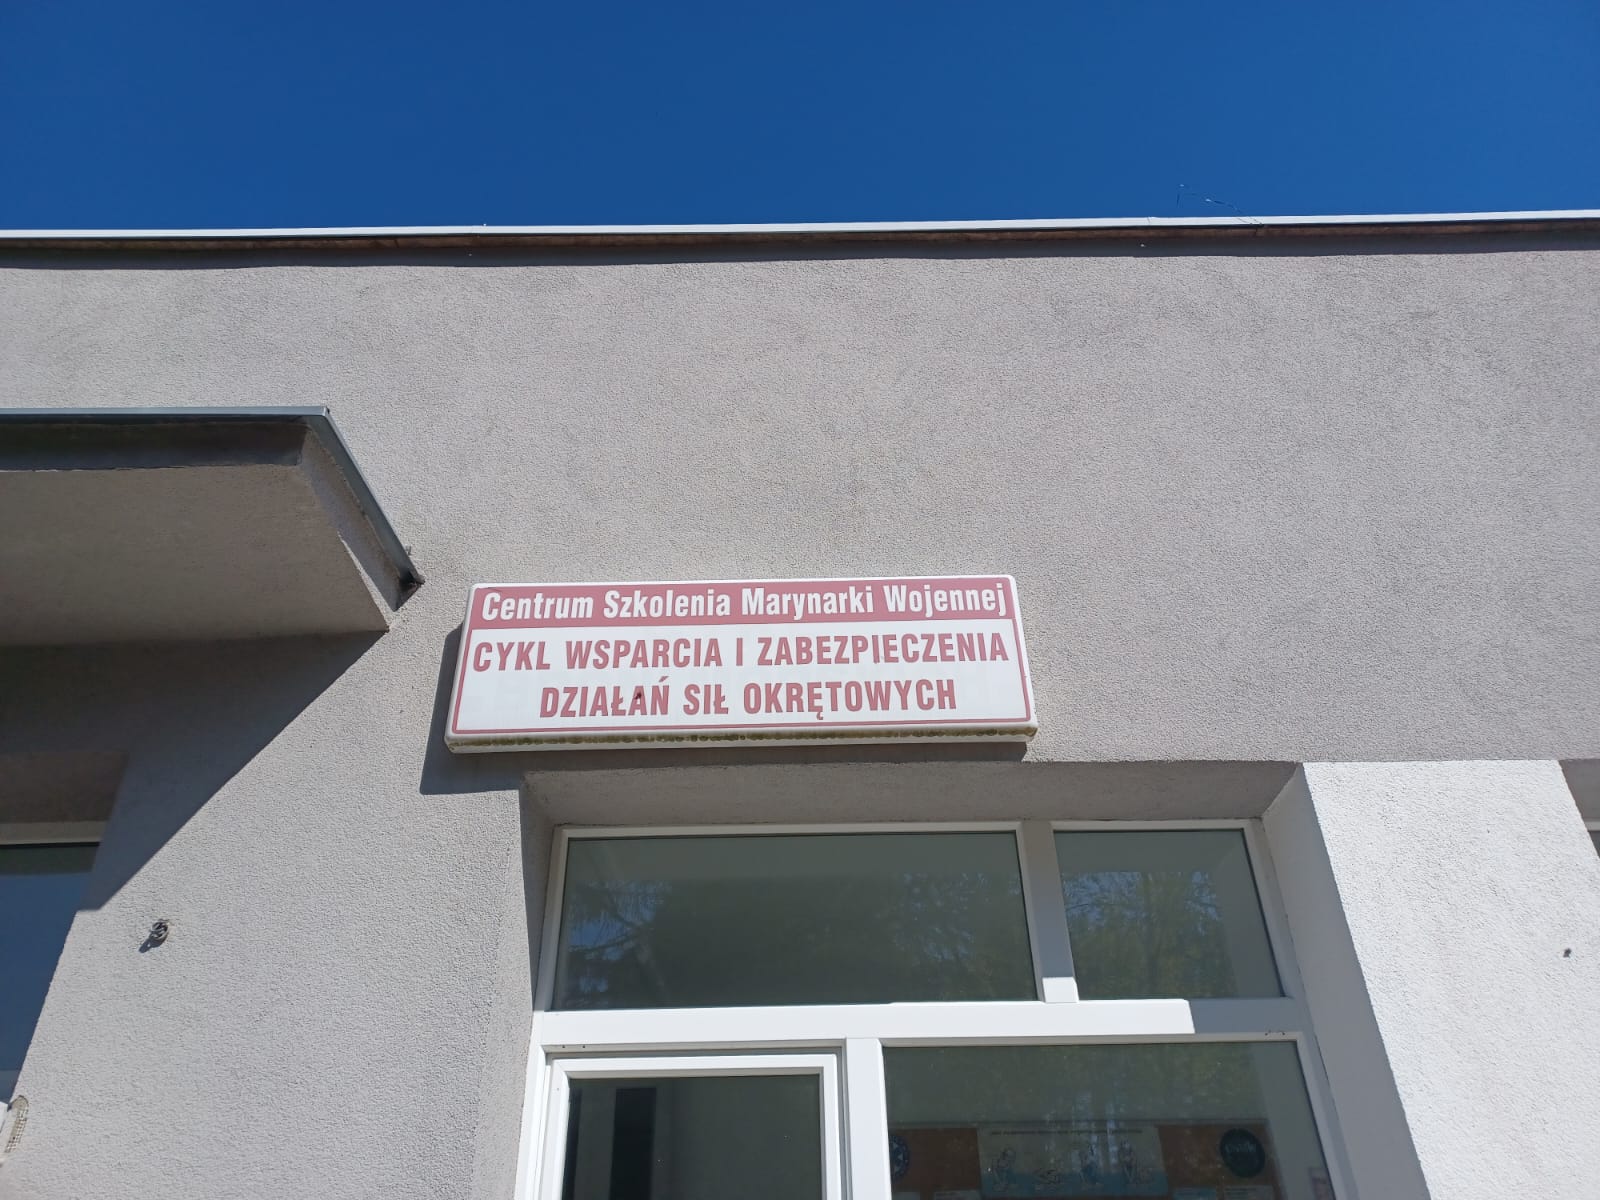 Centrum Szkolenia Marynarki Wojennej
CYKL WSPARCIA I ZABEZPIECZENIA
DZIAŁAŃ SIŁ OKRĘTOWYCH